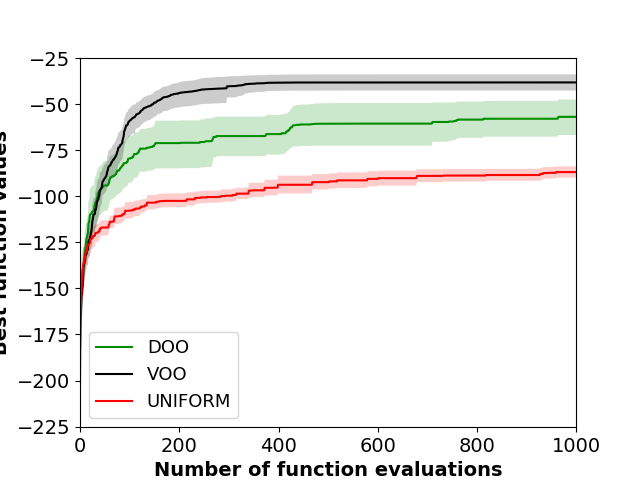 −25
−50
−75
−100
−125
−150
−175
−200
−225
Best function values
DOO
VOO
UNIFORM
0 200 400 600 800 1000
Number of function evaluations